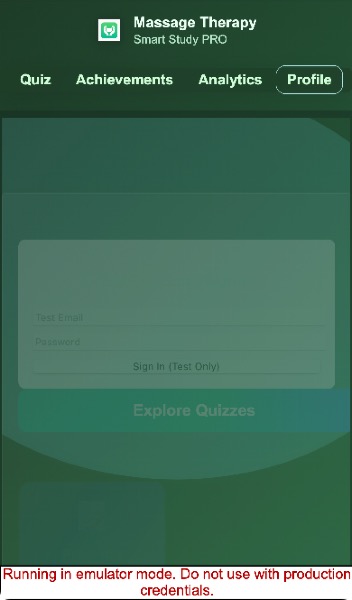 Massage Therapy
Smart Study PRO
Quiz Achievements Analytics Profile
Test Email
Password
Sign In (Test Only)
Explore Quizzes
Running in emulator mode. Do not use with production
credentials.